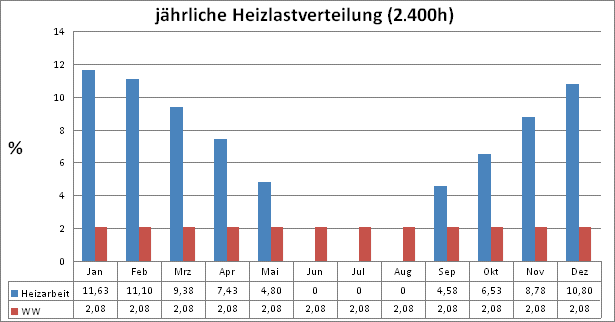 jährliche Heizlastverteilung (2.400h)
14
12
10
8
6
4
2
0
%
Jan Feb Mrz Apr Mai Jun Jul Aug Sep Okt Nov Dez
Heizarbeit 11,63 11,10 9,38 7,43 4,80 0 0 0 4,58 6,53 8,78 10,80
WW 2,08 2,08 2,08 2,08 2,08 2,08 2,08 2,08 2,08 2,08 2,08 2,08